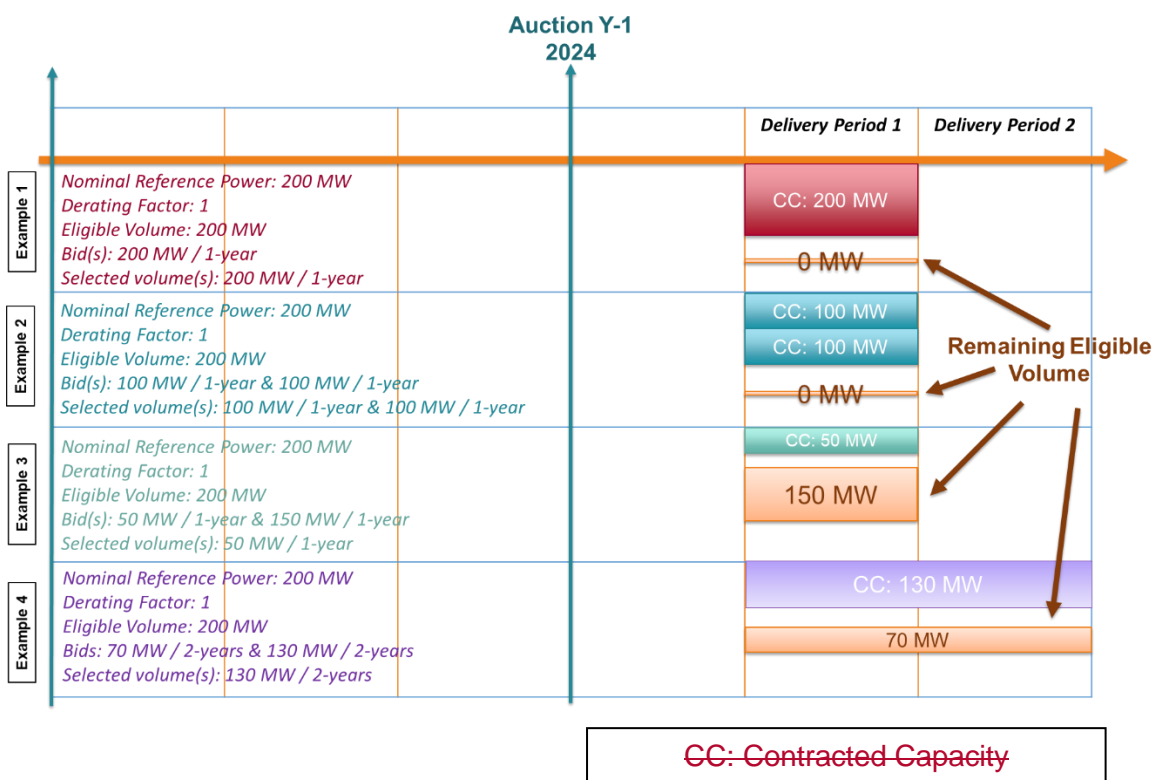 Auction Y-1
2024
Delivery Period 1
Delivery Period 2
Example 1
Nominal Reference Power: 200 MW
Derating Factor: 1
Eligible Volume: 200 MW
Bid(s): 200 MW / 1-year
Selected volume(s): 200 MW / 1-year
CC: 200 MW
0 MW
Example 2
Nominal Reference Power: 200 MW
Derating Factor: 1
Eligible Volume: 200 MW
Bid(s): 100 MW / 1-year & 100 MW / 1-year
Selected volume(s): 100 MW / 1-year & 100 MW / 1-year
CC: 100 MW
CC: 100 MW
0 MW
Remaining Eligible
Volume
Example 3
Nominal Reference Power: 200 MW
Derating Factor: 1
Eligible Volume: 200 MW
Bid(s): 50 MW / 1-year & 150 MW / 1-year
Selected volume(s): 50 MW / 1-year
CC: 50 MW
150 MW
Example 4
Nominal Reference Power: 200 MW
Derating Factor: 1
Eligible Volume: 200 MW
Bids: 70 MW / 2-years & 130 MW / 2-years
Selected volume(s): 130 MW / 2-years
CC: 130 MW
70 MW
CC: Contracted Capacity